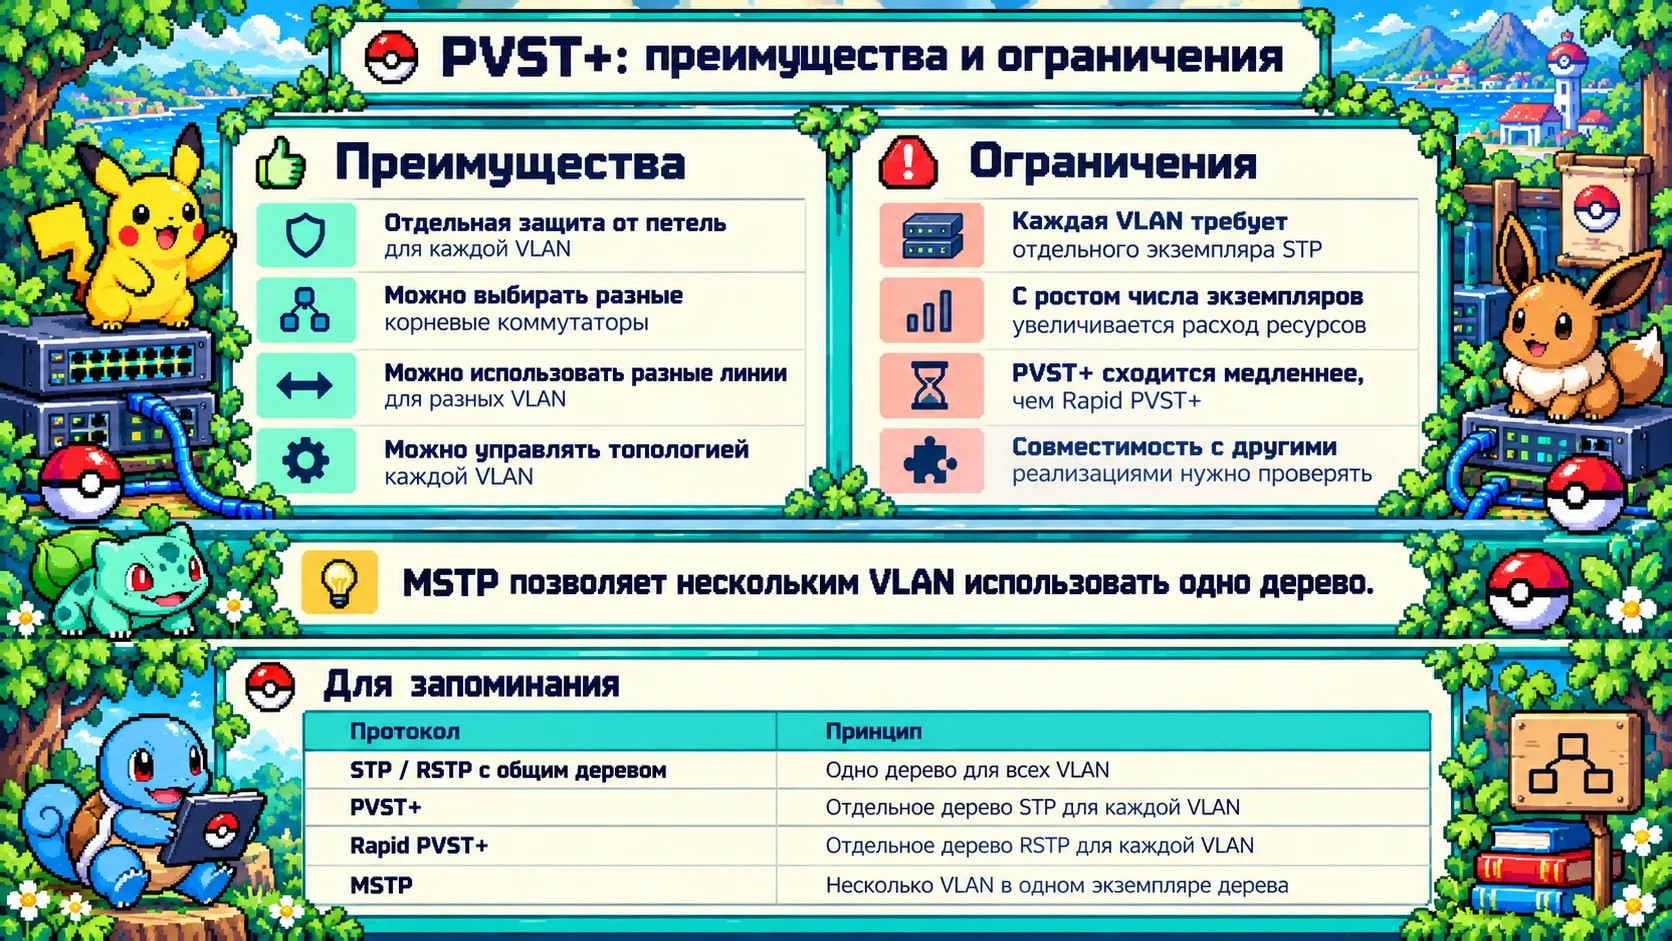 PVST+: преимущества и ограничения
Преимущества
Отдельная защита от петель
для каждой VLAN
Можно выбирать разные
корневые коммутаторы
Можно использовать разные линии
для разных VLAN
Можно управлять топологией
каждой VLAN
Ограничения
Каждая VLAN требует
отдельного экземпляра STP
С ростом числа экземпляров
увеличивается расход ресурсов
PVST+ сходится медленнее,
чем Rapid PVST+
Совместимость с другими
реализациями нужно проверять
MSTP позволяет нескольким VLAN использовать одно дерево.
Для запоминания
Протокол Принцип
STP / RSTP с общим деревом Одно дерево для всех VLAN
PVST+ Отдельное дерево STP для каждой VLAN
Rapid PVST+ Отдельное дерево RSTP для каждой VLAN
MSTP Несколько VLAN в одном экземпляре дерева